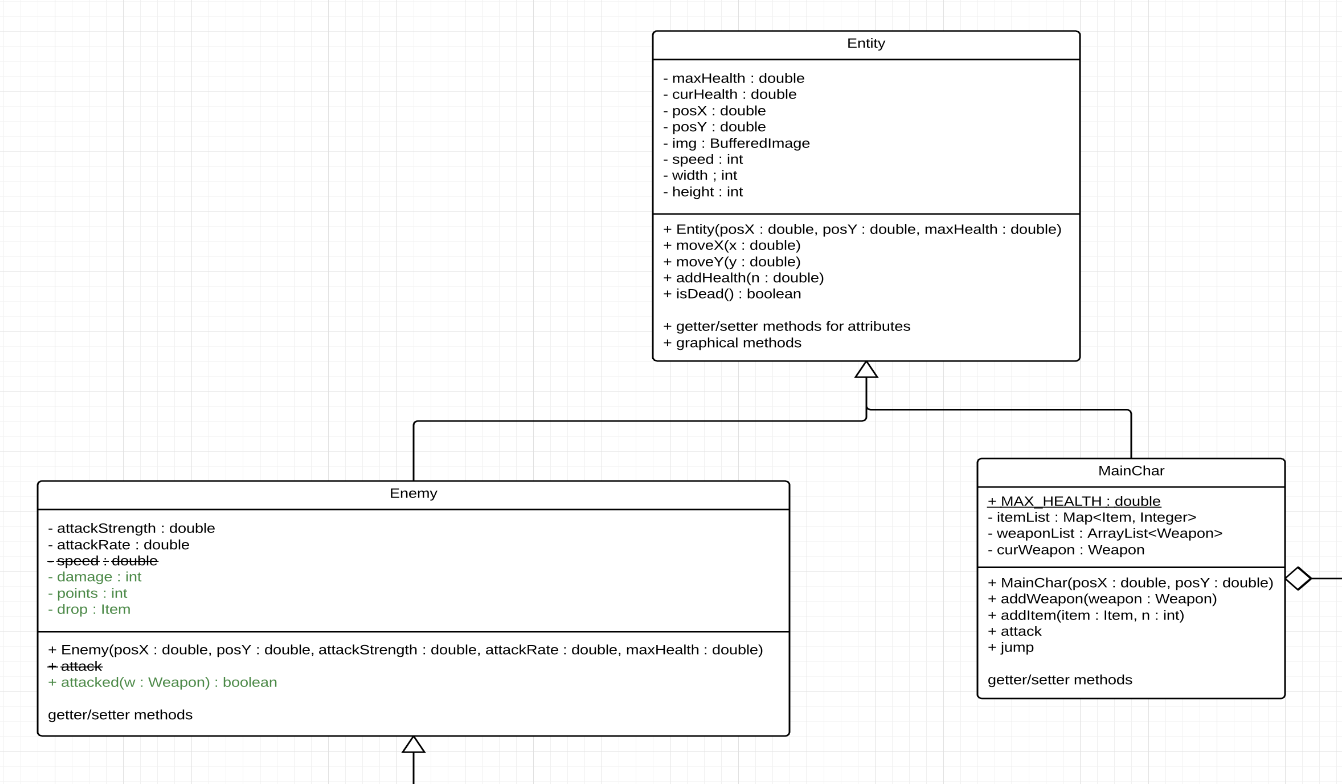 Entity
- maxHealth : double
- curHealth : double
- posX : double
- posY : double
- img : BufferedImage
- speed : int
- width ; int
- height : int
+ Entity(posX : double, posY : double, maxHealth : double)
+ moveX(x : double)
+ moveY(y : double)
+ addHealth(n : double)
+ isDead() : boolean
+ getter/setter methods for attributes
+ graphical methods
Enemy
- attackStrength : double
- attackRate : double
- speed : double
- damage : int
- points : int
- drop : Item
+ Enemy(posX : double, posY : double, attackStrength : double, attackRate : double, maxHealth : double)
+ attack
+ attacked(w : Weapon) : boolean
getter/setter methods
MainChar
+ MAX_HEALTH : double
- itemList : Map<Item, Integer>
- weaponList : ArrayList<Weapon>
- curWeapon : Weapon
+ MainChar(posX : double, posY : double)
+ addWeapon(weapon : Weapon)
+ addItem(item : Item, n : int)
+ attack
+ jump
getter/setter methods